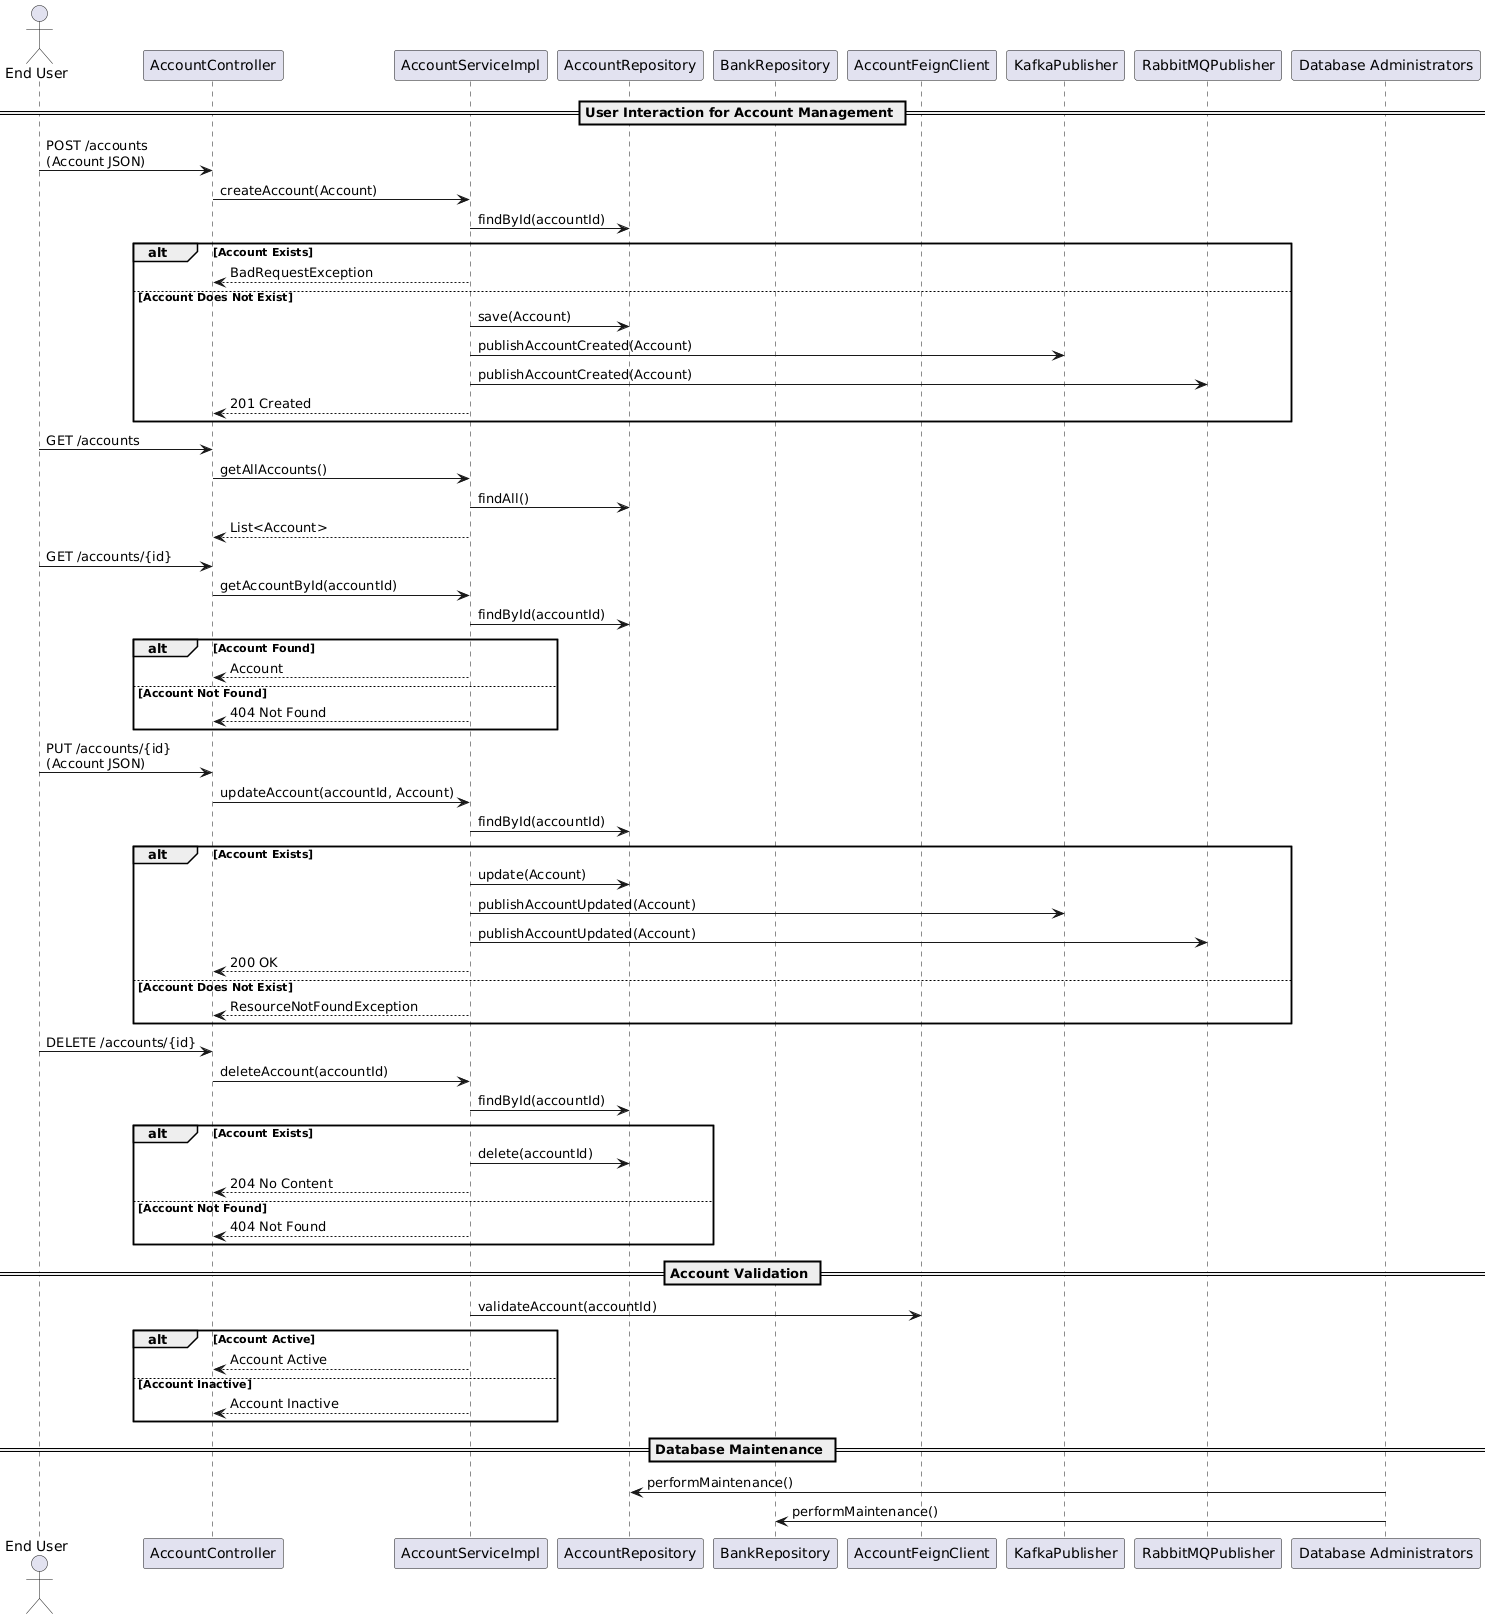 End User
AccountController
AccountServiceImpl
AccountRepository
BankRepository
AccountFeignClient
KafkaPublisher
RabbitMQPublisher
Database Administrators
User Interaction for Account Management
POST /accounts
(Account JSON)
createAccount(Account)
findById(accountId)
alt
[Account Exists]
BadRequestException
[Account Does Not Exist]
save(Account)
publishAccountCreated(Account)
publishAccountCreated(Account)
201 Created
GET /accounts
getAllAccounts()
findAll()
List<Account>
GET /accounts/{id}
getAccountById(accountId)
findById(accountId)
alt
[Account Found]
Account
[Account Not Found]
404 Not Found
PUT /accounts/{id}
(Account JSON)
updateAccount(accountId, Account)
findById(accountId)
alt
[Account Exists]
update(Account)
publishAccountUpdated(Account)
publishAccountUpdated(Account)
200 OK
[Account Does Not Exist]
ResourceNotFoundException
DELETE /accounts/{id}
deleteAccount(accountId)
findById(accountId)
alt
[Account Exists]
delete(accountId)
204 No Content
[Account Not Found]
404 Not Found
Account Validation
validateAccount(accountId)
alt
[Account Active]
Account Active
[Account Inactive]
Account Inactive
Database Maintenance
performMaintenance()
performMaintenance()
End User
AccountController
AccountServiceImpl
AccountRepository
BankRepository
AccountFeignClient
KafkaPublisher
RabbitMQPublisher
Database Administrators